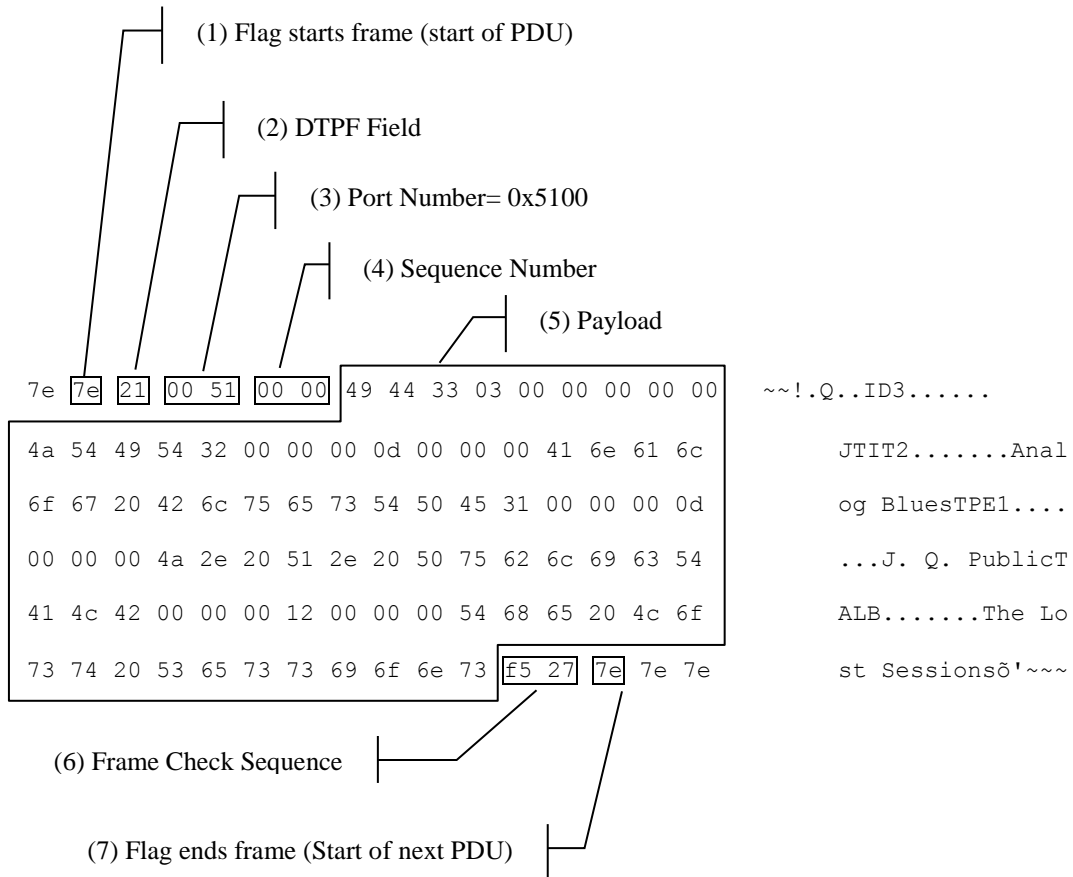 (1) Flag starts frame (start of PDU)
(2) DTPF Field
(3) Port Number= 0x5100
(4) Sequence Number
(5) Payload
7e 7e 21 00 51 00 00 49 44 33 03 00 00 00 00 00 ~~!.Q..ID3......
4a 54 49 54 32 00 00 00 0d 00 00 00 41 6e 61 6c JTIT2.......Anal
6f 67 20 42 6c 75 65 73 54 50 45 31 00 00 00 0d og BluesTPE1....
00 00 00 4a 2e 20 51 2e 20 50 75 62 6c 69 63 54 ...J. Q. PublicT
41 4c 42 00 00 00 12 00 00 00 54 68 65 20 4c 6f ALB.......The Lo
73 74 20 53 65 73 73 69 6f 6e 73 f5 27 7e 7e 7e st Sessionsõ'~~~
(6) Frame Check Sequence
(7) Flag ends frame (Start of next PDU)